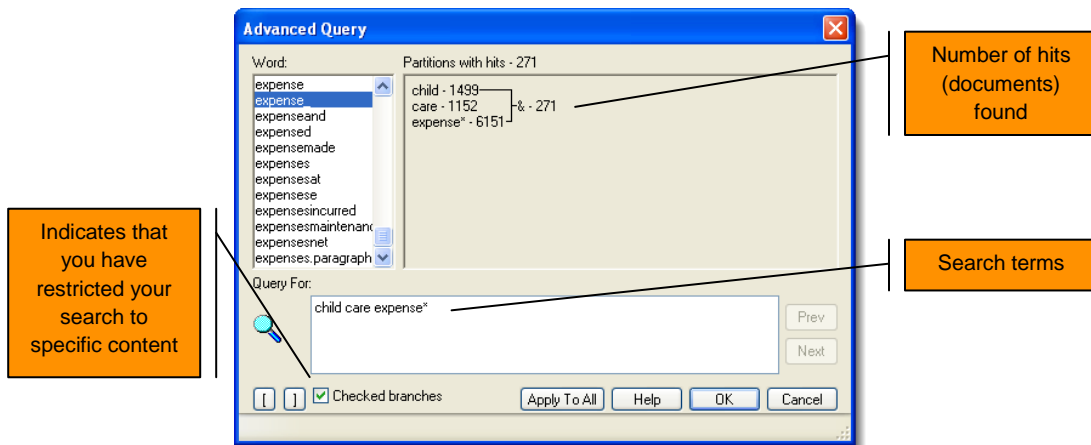 Advanced Query
Word:
Partitions with hits - 271
expense
expense_
expenseand
expensed
expensemade
expenses
expensesat
expensese
expensesincurred
expensesmaintenanc
expensesnet
expenses.paragraph
child - 1499
care - 1152
expense* - 6151
& - 271
Query For:
child care expense*
Prev
Next
[ ]
Checked branches
Apply To All
Help
OK
Cancel
Number of hits
(documents)
found
Search terms
Indicates that
you have
restricted your
search to
specific content